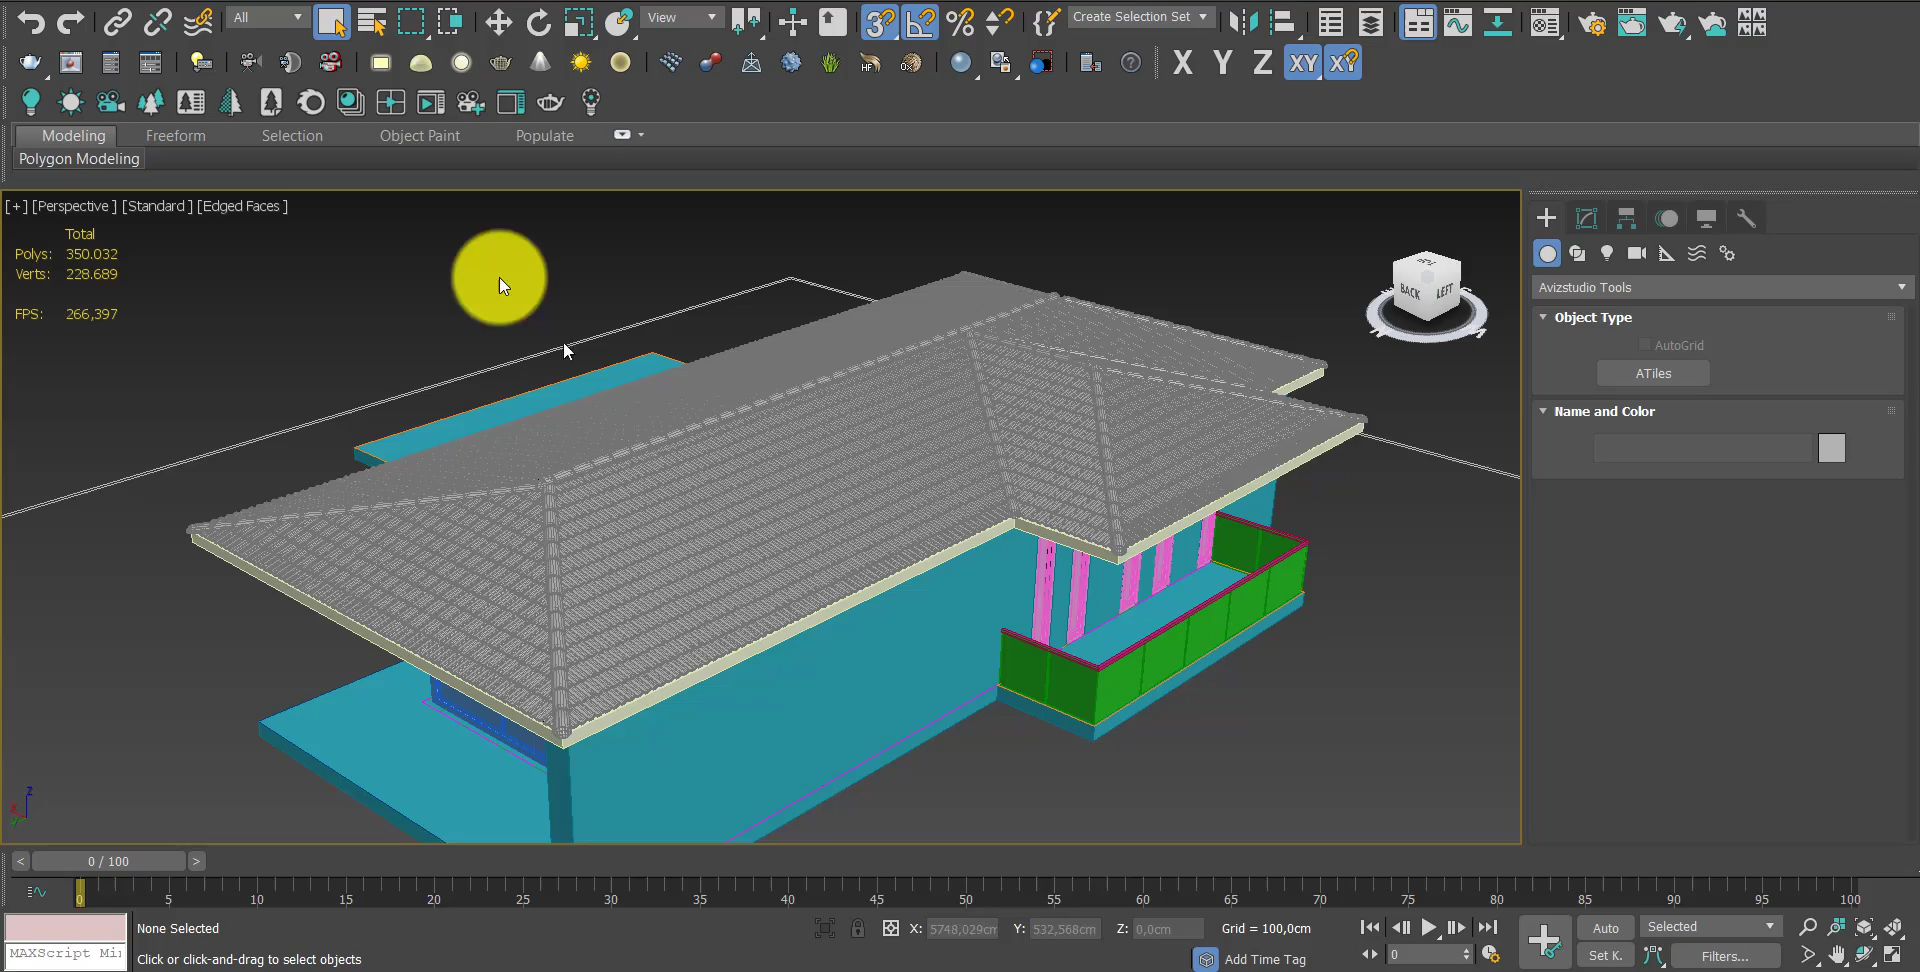 All
View
Create Selection Set
X Y Z XY XY
Modeling Freeform Selection Object Paint Populate
Polygon Modeling
[+] [Perspective ] [Standard ] [Edged Faces ]
Total
Polys: 350.032
Verts: 228.689
FPS: 266,397
BACK LEFT
Avizstudio Tools
Object Type
AutoGrid
ATiles
Name and Color
z
< 0 / 100 >
0 5 10 15 20 25 30 35 40 45 50 55 60 65 70 75 80 85 90 95 100
None Selected
X: 5748,029cm Y: 532,568cm Z: 0,0cm Grid = 100,0cm
Auto Selected
MAXScript Mi
Click or click-and-drag to select objects
Add Time Tag
0
Set K. Filters...